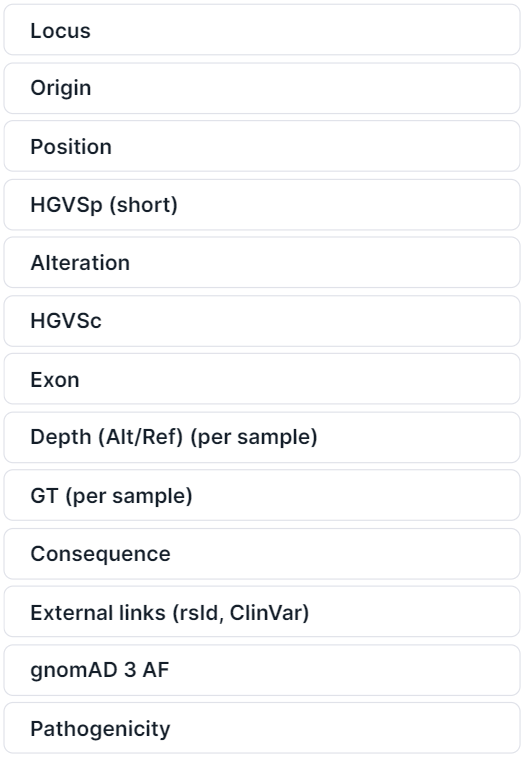 Locus
Origin
Position
HGVSp (short)
Alteration
HGVSc
Exon
Depth (Alt/Ref) (per sample)
GT (per sample)
Consequence
External links (rsId, ClinVar)
gnomAD 3 AF
Pathogenicity